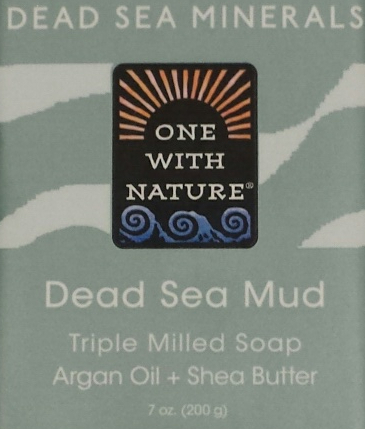 DEAD SEA MINERALS
ONE
WITH
NATURE®
Dead Sea Mud
Triple Milled Soap
Argan Oil + Shea Butter
7 oz. (200 g)